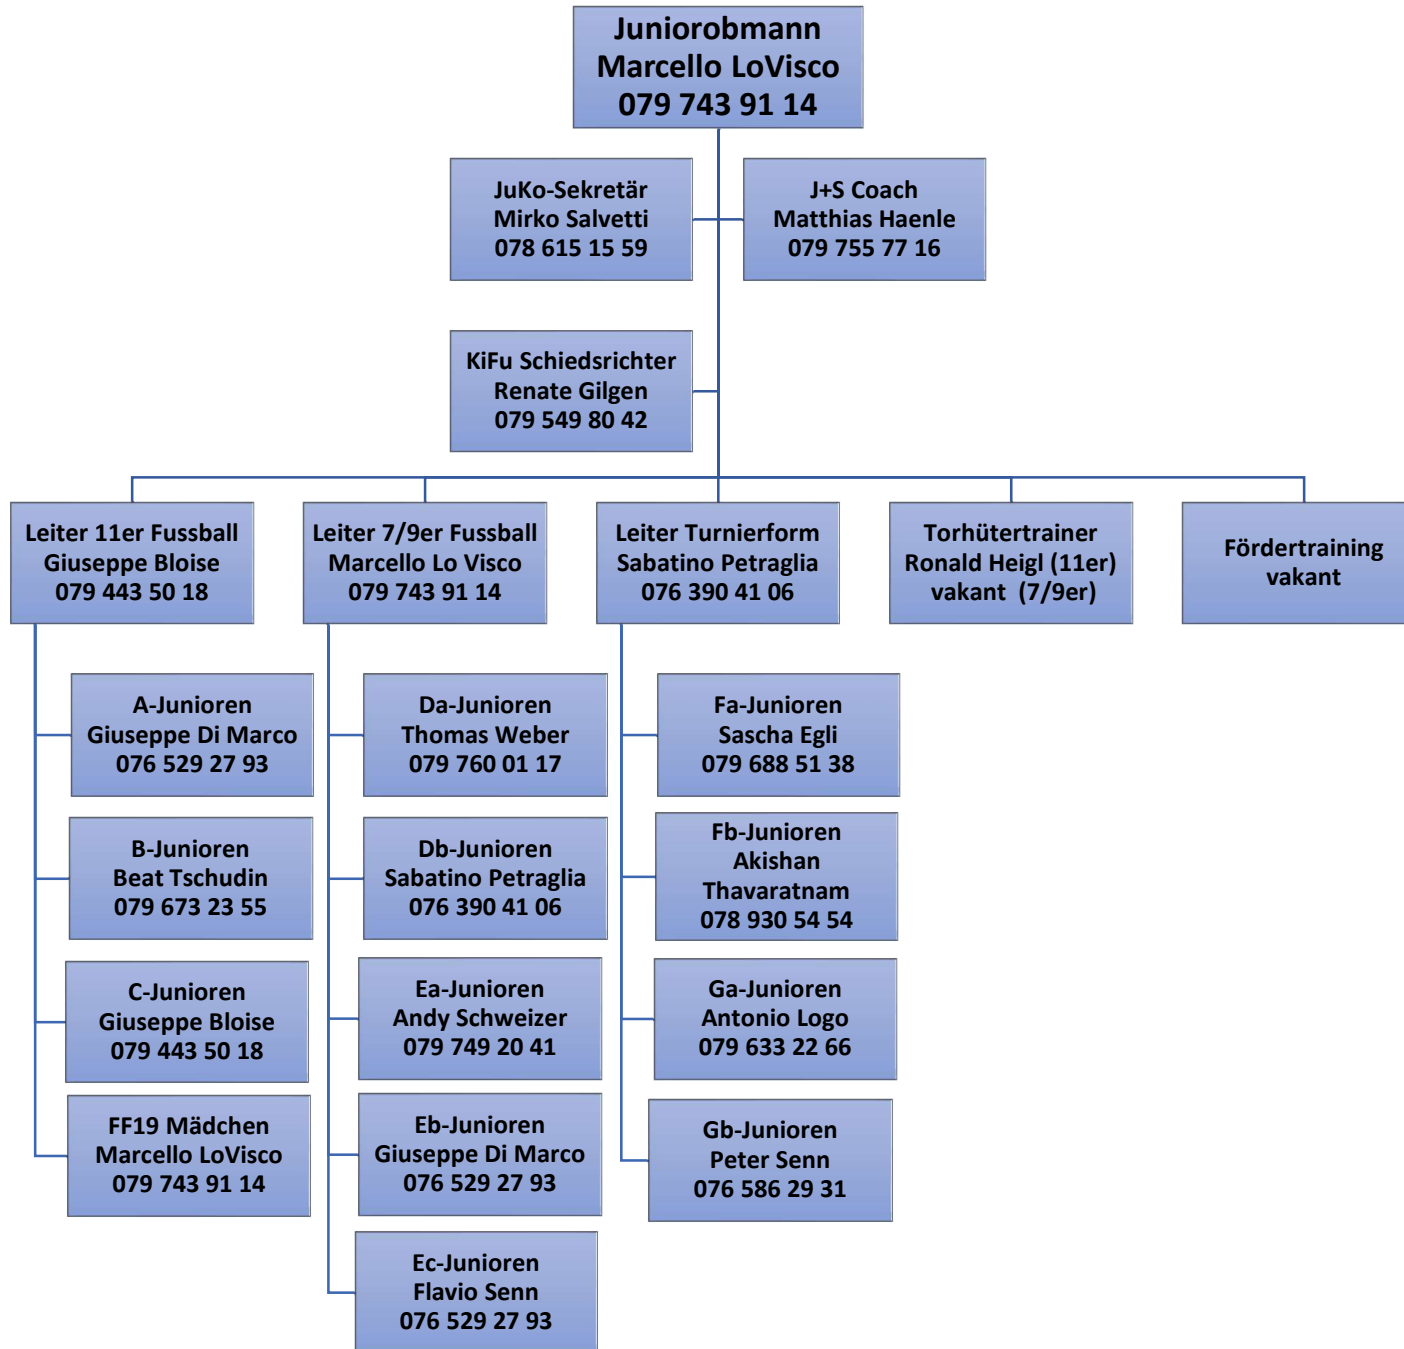 Juniorobmann
Marcello LoVisco
079 743 91 14
JuKo-Sekretär
Mirko Salvetti
078 615 15 59
J+S Coach
Matthias Haenle
079 755 77 16
KiFu Schiedsrichter
Renate Gilgen
079 549 80 42
Leiter 11er Fussball
Giuseppe Bloise
079 443 50 18
Leiter 7/9er Fussball
Marcello Lo Visco
079 743 91 14
Leiter Turnierform
Sabatino Petraglia
076 390 41 06
Torhütertrainer
Ronald Heigl (11er)
vakant (7/9er)
Fördertraining
vakant
A-Junioren
Giuseppe Di Marco
076 529 27 93
B-Junioren
Beat Tschudin
079 673 23 55
C-Junioren
Giuseppe Bloise
079 443 50 18
FF19 Mädchen
Marcello LoVisco
079 743 91 14
Da-Junioren
Thomas Weber
079 760 01 17
Db-Junioren
Sabatino Petraglia
076 390 41 06
Ea-Junioren
Andy Schweizer
079 749 20 41
Eb-Junioren
Giuseppe Di Marco
076 529 27 93
Ec-Junioren
Flavio Senn
076 529 27 93
Fa-Junioren
Sascha Egli
079 688 51 38
Fb-Junioren
Akishan
Thavaratnam
078 930 54 54
Ga-Junioren
Antonio Logo
079 633 22 66
Gb-Junioren
Peter Senn
076 586 29 31